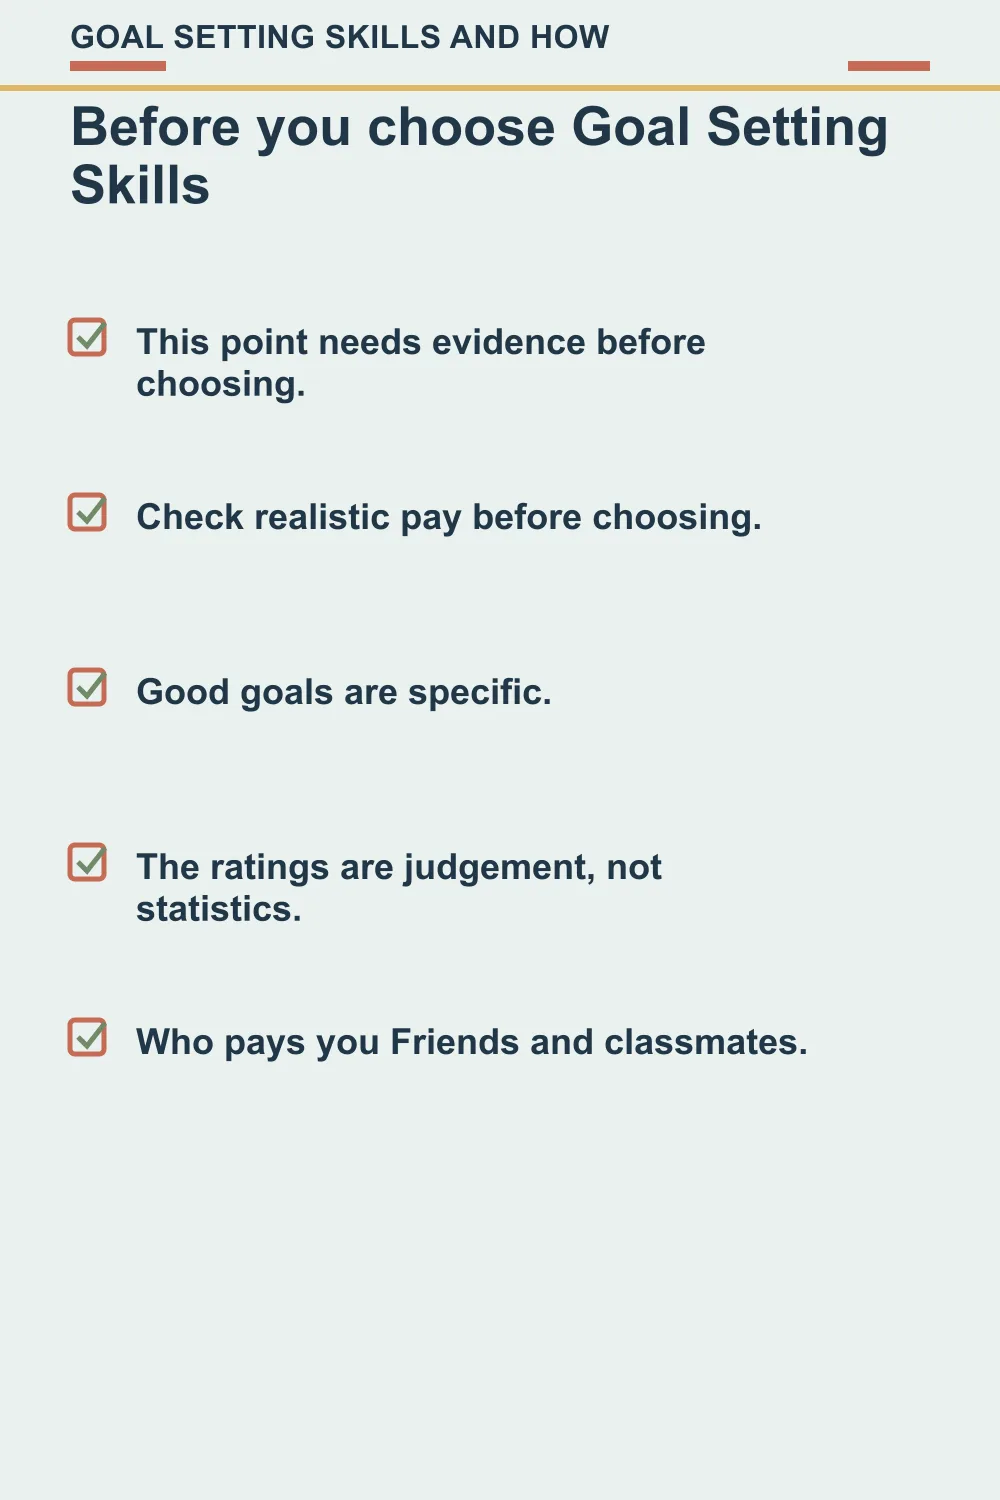 GOAL SETTING SKILLS AND HOW
Before you choose Goal Setting
Skills
This point needs evidence before
choosing.
Check realistic pay before choosing.
Good goals are specific.
The ratings are judgement, not
statistics.
Who pays you Friends and classmates.